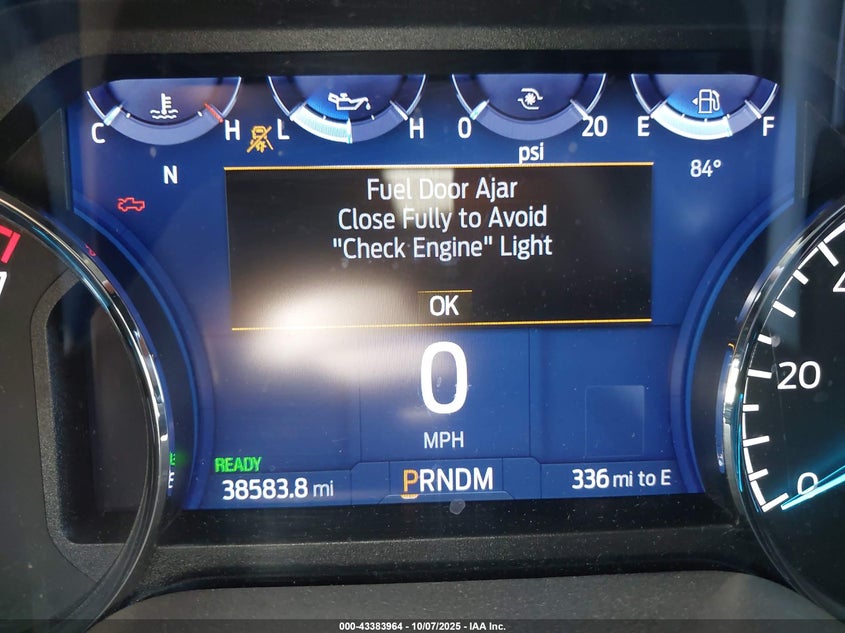 C H L H 0 20 E F
psi
N 84°
Fuel Door Ajar
Close Fully to Avoid
"Check Engine" Light
OK
0
MPH
20
READY
38583.8 mi
PRNDM
336 mi to E
0
000-43383964 - 10/07/2025 - IAA Inc.